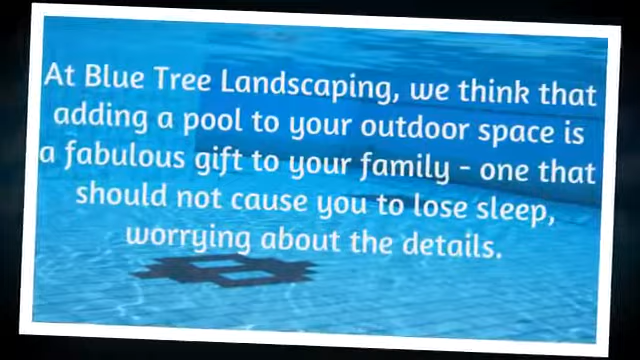 At Blue Tree Landscaping, we think that
adding a pool to your outdoor space is
a fabulous gift to your family - one that
should not cause you to lose sleep,
worrying about the details.